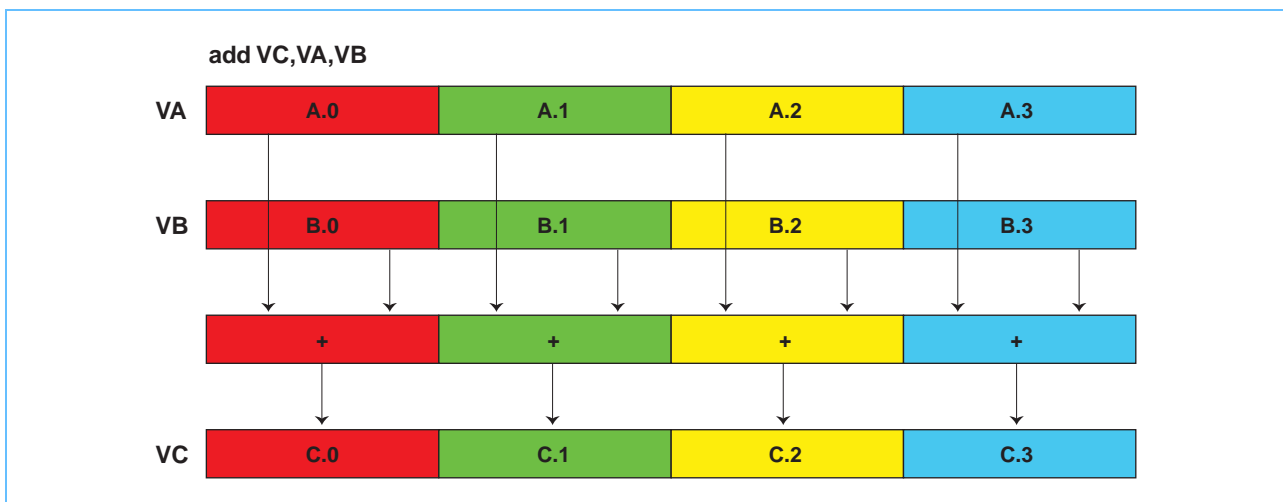 add VC,VA,VB
VA A.0 A.1 A.2 A.3
VB B.0 B.1 B.2 B.3
+ + + +
VC C.0 C.1 C.2 C.3